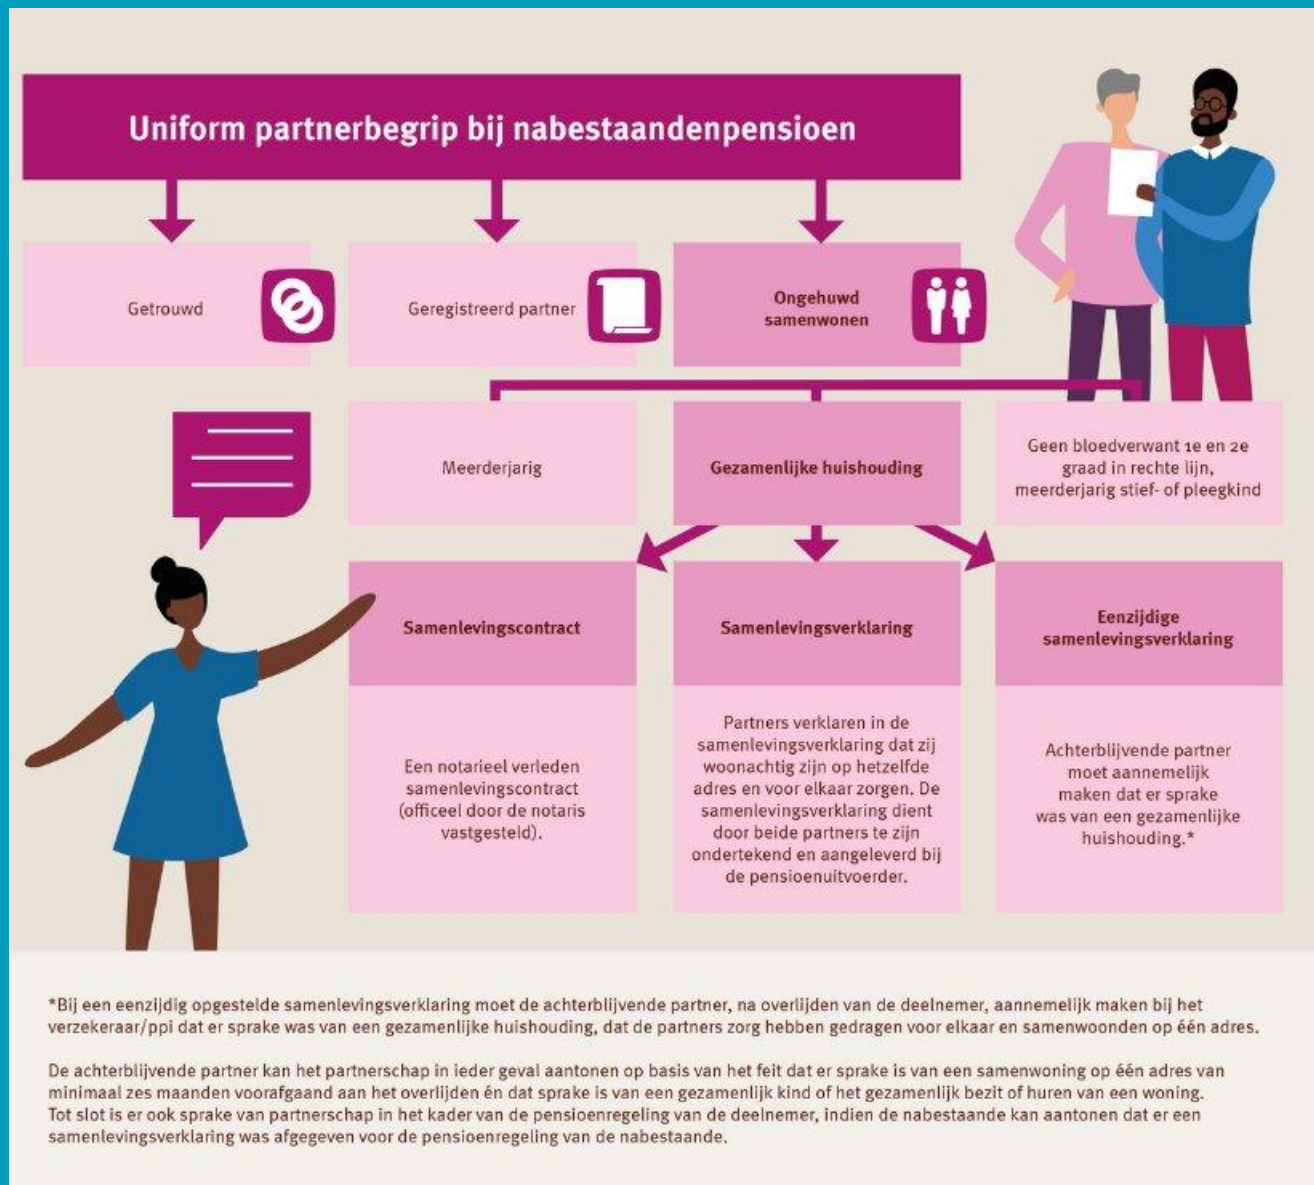 Uniform partnerbegrip bij nabestaandenpensioen
Getrouwd
Geregistreerd partner
Ongehuwd
samenwonen
Meerderjarig
Gezamenlijke huishouding
Geen bloedverwant 1e en 2e
graad in rechte lijn,
meerderjarig stief- of pleegkind
Samenlevingscontract
Een notarieel verleden
samenlevingscontract
(officeel door de notaris
vastgesteld).
Samenlevingsverklaring
Partners verklaren in de
samenlevingsverklaring dat zij
woonachtig zijn op hetzelfde
adres en voor elkaar zorgen. De
samenlevingsverklaring dient
door beide partners te zijn
ondertekend en aangeleverd bij
de pensioenuitvoerder.
Eenzijdige
samenlevingsverklaring
Achterblijvende partner
moet aannemelijk
maken dat er sprake
was van een gezamenlijke
huishouding.*
*Bij een eenzijdig opgestelde samenlevingsverklaring moet de achterblijvende partner, na overlijden van de deelnemer, aannemelijk maken bij het
verzekeraar/ppi dat er sprake was van een gezamenlijke huishouding, dat de partners zorg hebben gedragen voor elkaar en samenwoonden op één adres.
De achterblijvende partner kan het partnerschap in ieder geval aantonen op basis van het feit dat er sprake is van een samenwoning op één adres van
minimaal zes maanden voorafgaand aan het overlijden én dat sprake is van een gezamenlijk kind of het gezamenlijk bezit of huren van een woning.
Tot slot is er ook sprake van partnerschap in het kader van de pensioenregeling van de deelnemer, indien de nabestaande kan aantonen dat er een
samenlevingsverklaring was afgegeven voor de pensioenregeling van de nabestaande.